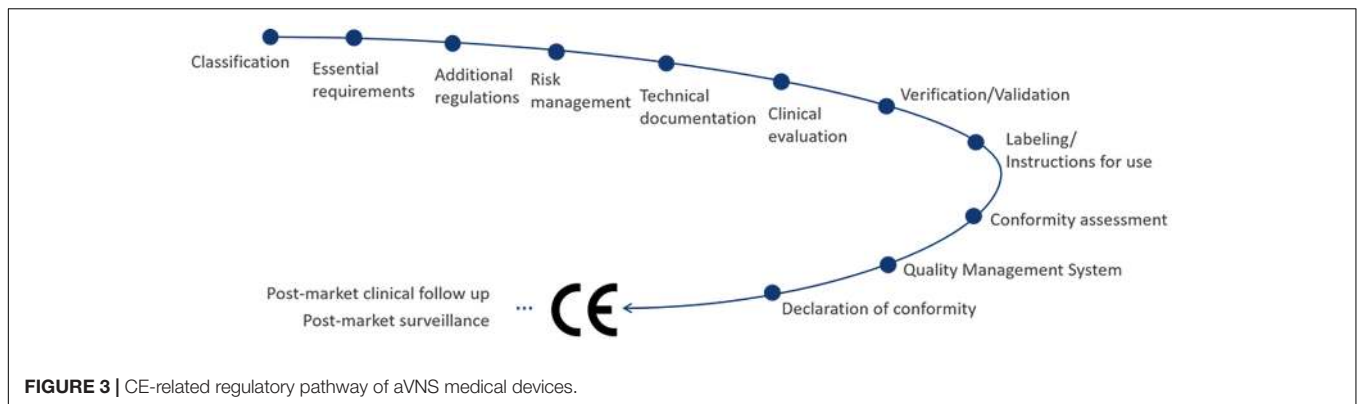 Classification
Essential
requirements
Additional
regulations
Risk
management
Technical
documentation
Clinical
evaluation
Verification/Validation
Labeling/
Instructions for use
Conformity assessment
Quality Management System
Declaration of conformity
CE
...
Post-market clinical follow up
Post-market surveillance
FIGURE 3 | CE-related regulatory pathway of aVNS medical devices.